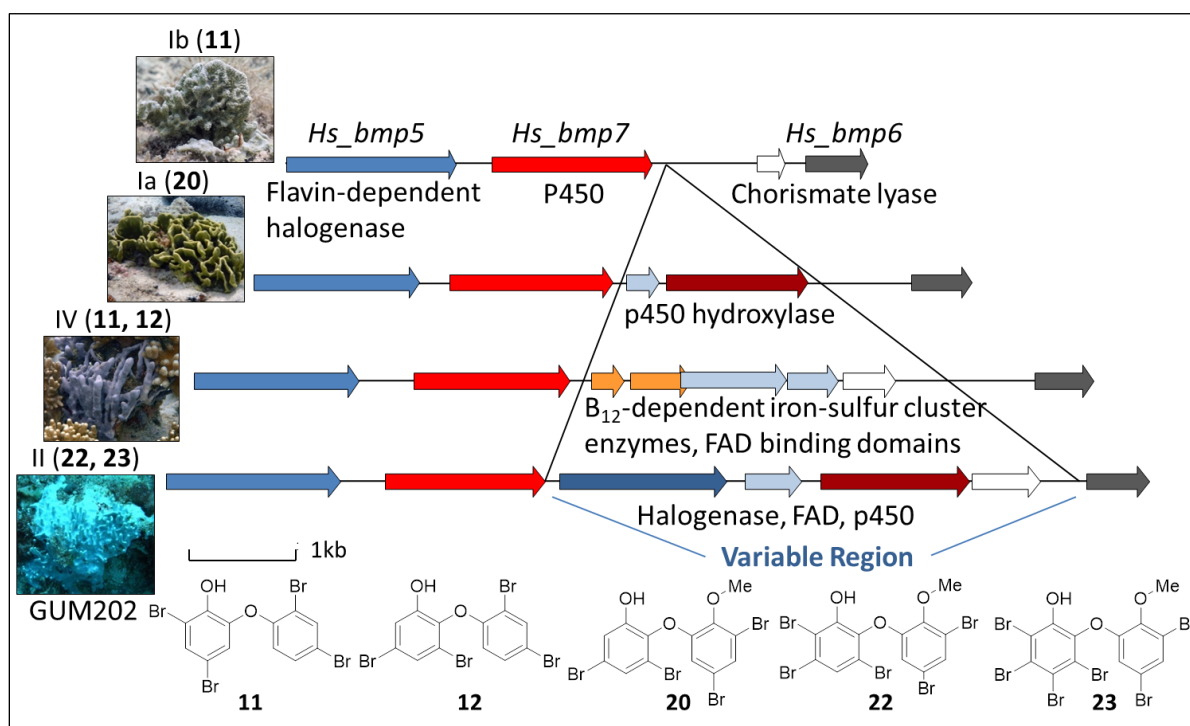 Ib (11)
Hs_bmp5 Hs_bmp7 Hs_bmp6
Flavin-dependent halogenase
P450
Chorismate lyase
Ia (20)
p450 hydroxylase
IV (11, 12)
B12-dependent iron-sulfur cluster
enzymes, FAD binding domains
II (22, 23)
Halogenase, FAD, p450
Variable Region
1kb
GUM202
OH Br Br O Br Br
11
OH Br O Br Br Br
12
OH O O Me Br Br Br Br
20
OH O O Me Br Br Br Br Br
22
OH O O Me Br Br Br Br Br Br
23